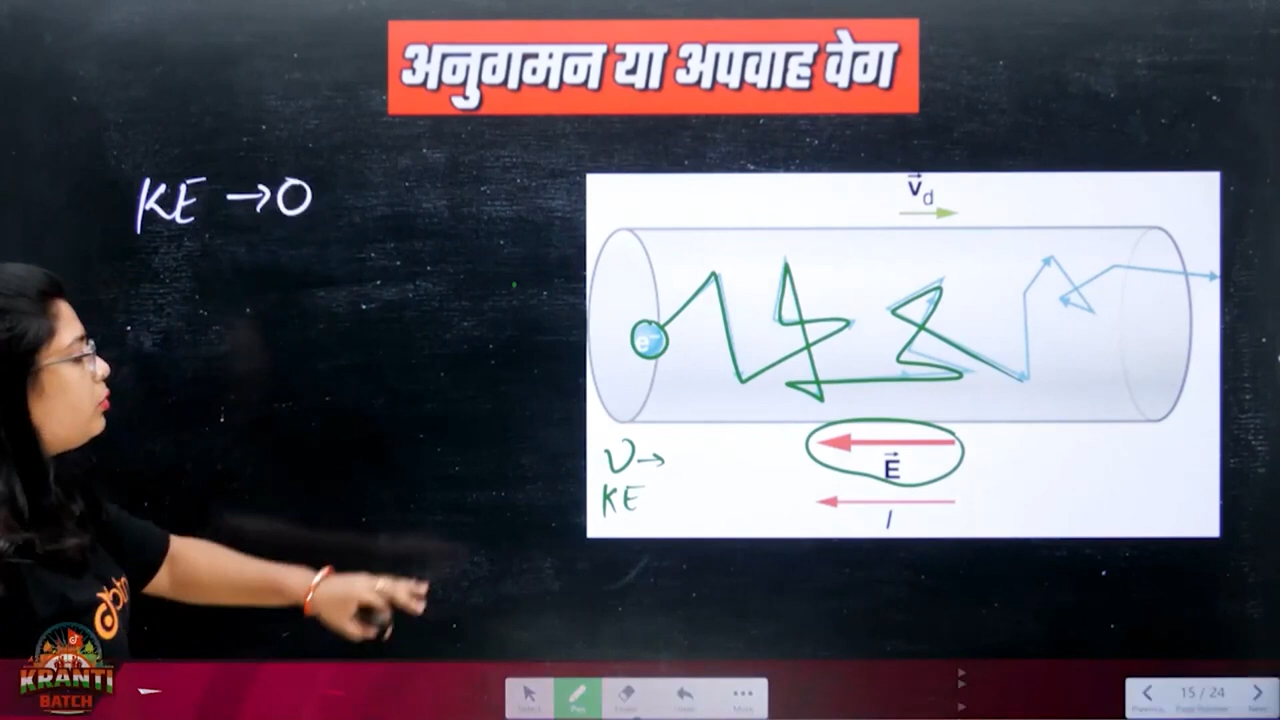 अनुगमन या अपवाह वेग
KE → 0
v⃗d
e⁻
E⃗
I
υ→
KE
KRANTI
BATCH
15 / 24